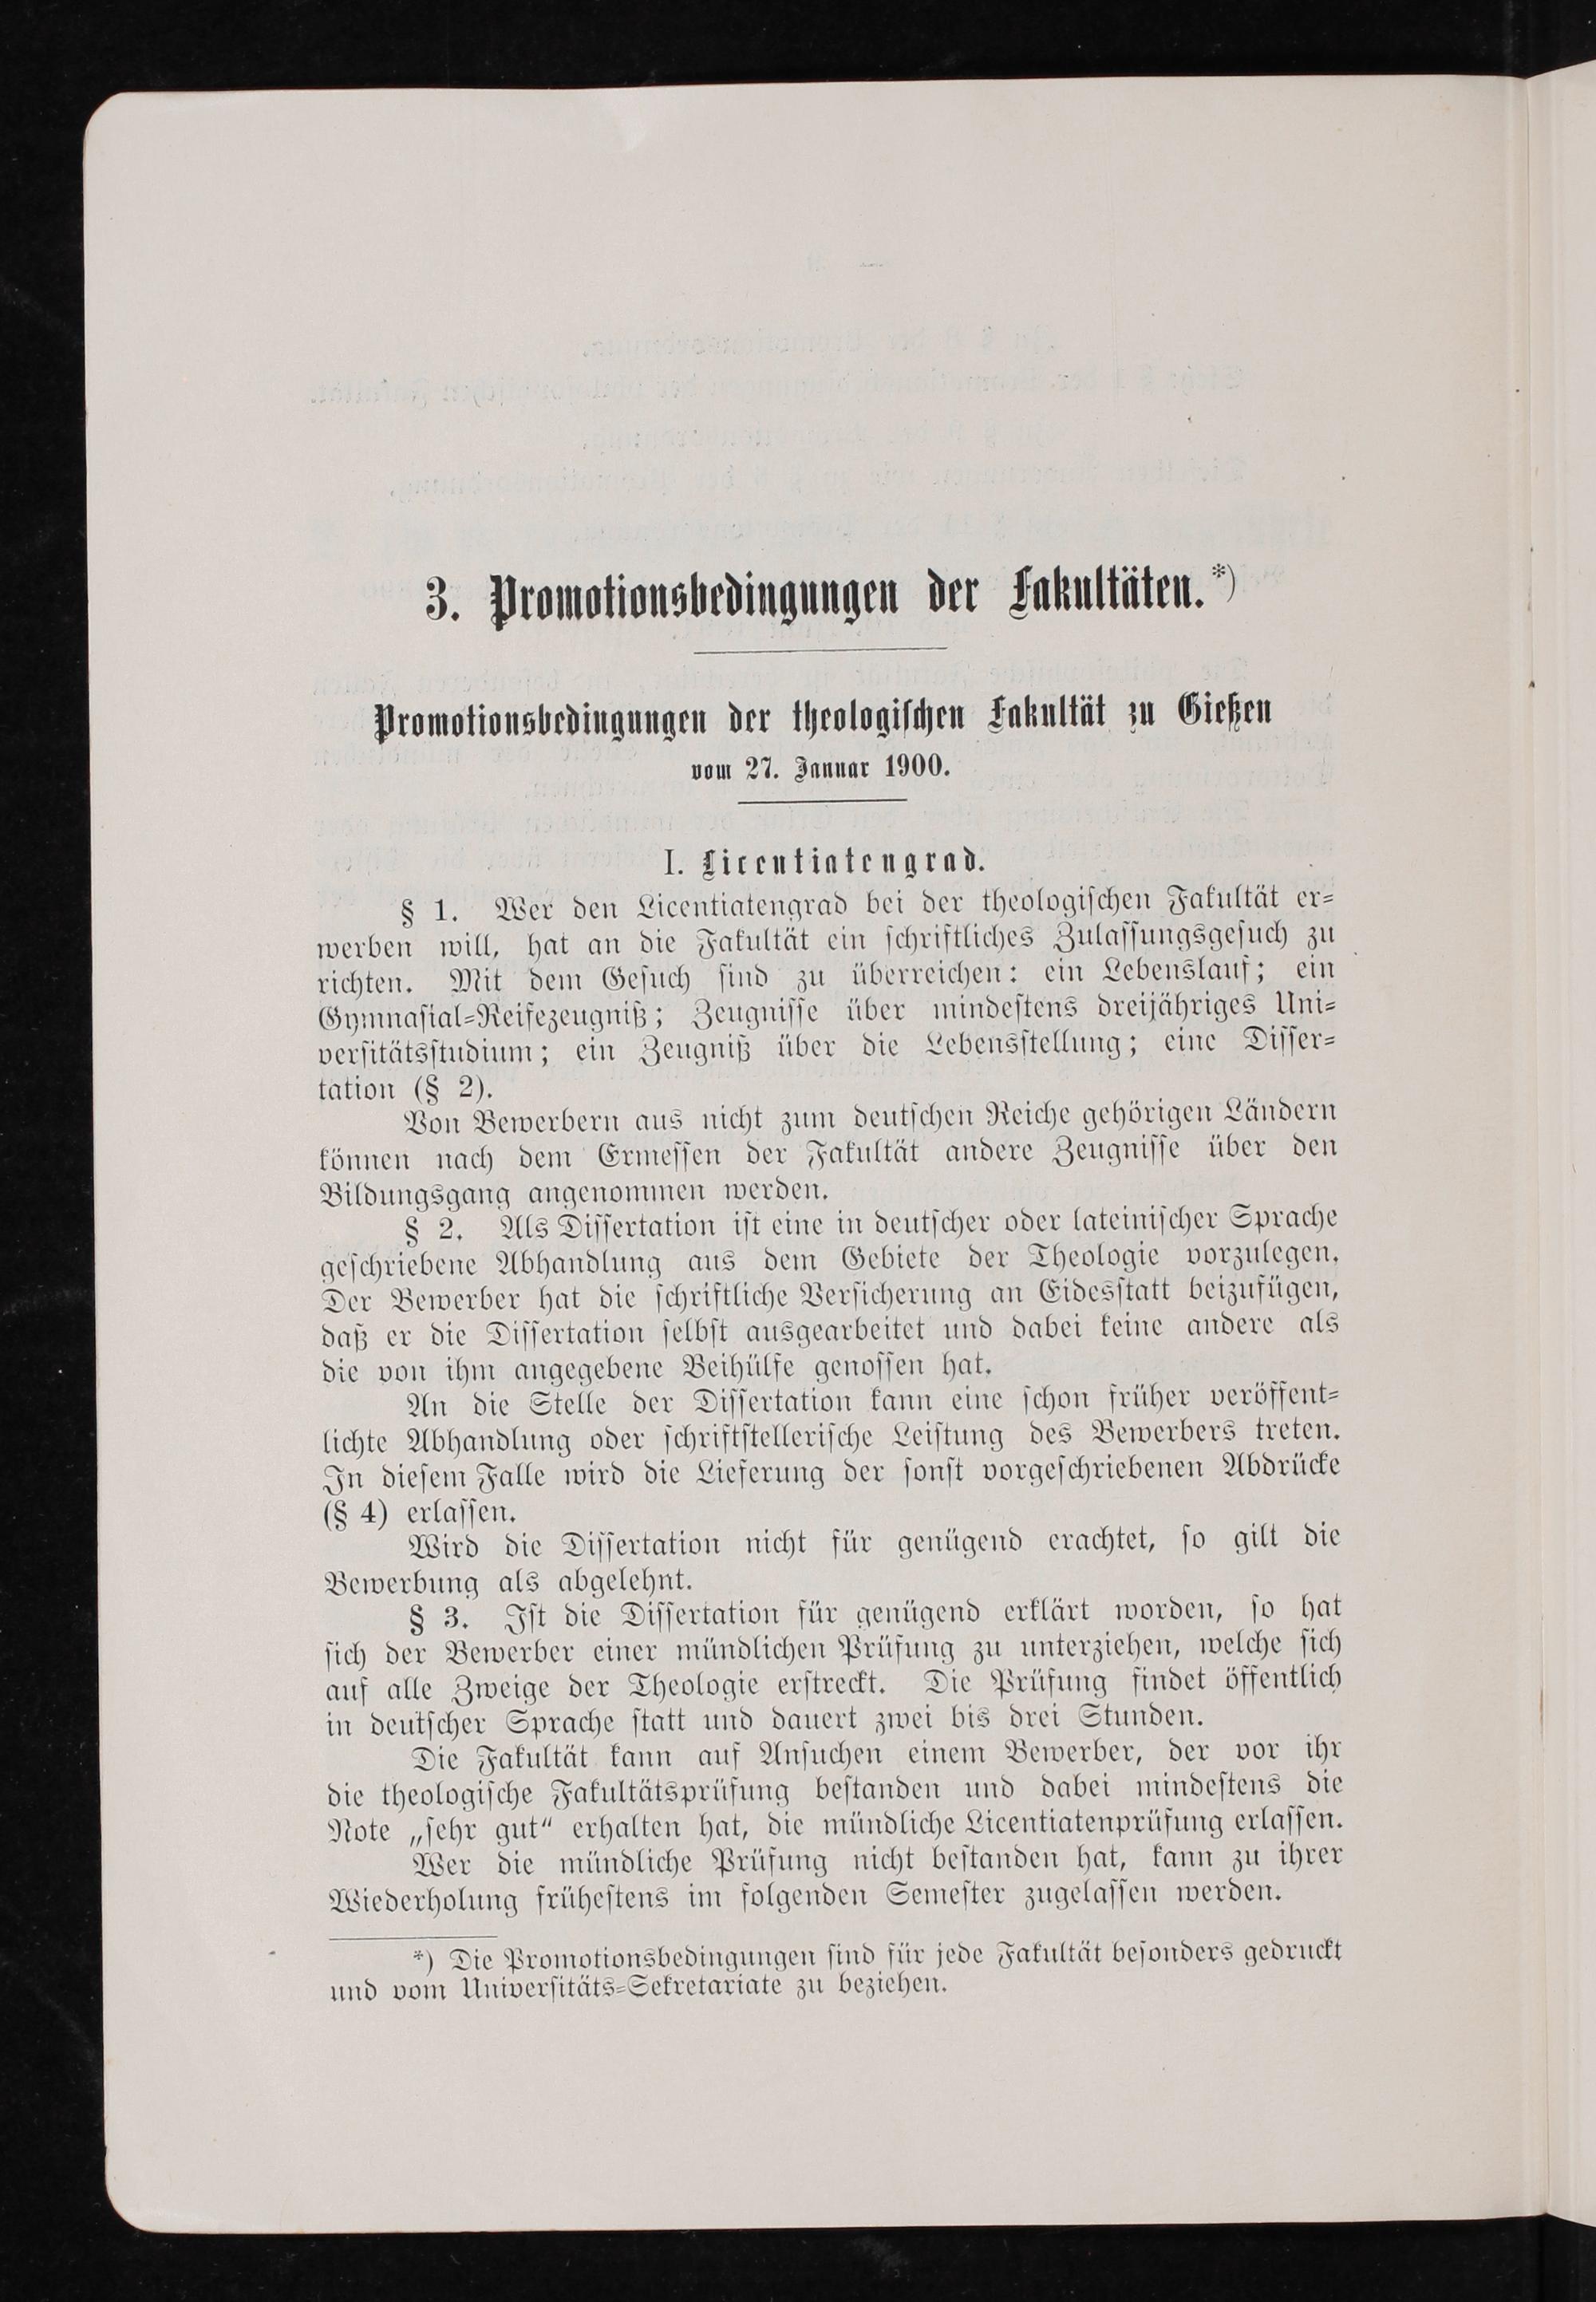 3. Promotionsbedingungen der Fakultäten.*)
Promotionsbedingungen der theologiſchen Fakultät zu Gießen
vom 27. Januar 1900.
I. Licentiatengrad.
§ 1. Wer den Licentiatengrad bei der theologiſchen Fakultät er⸗
werben will, hat an die Fakultät ein ſchriftliches Zulaſſungsgeſuch zu
richten. Mit dem Geſuch ſind zu überreichen: ein Lebenslauf; ein
Gymnaſial⸗Reifezeugniß; Zeugniſſe über mindeſtens dreijähriges Uni⸗
verſitätsſtudium; ein Zeugniß über die Lebensſtellung; eine Diſſer⸗
tation (§ 2).
Von Bewerbern aus nicht zum deutſchen Reiche gehörigen Ländern
können nach dem Ermeſſen der Fakultät andere Zeugniſſe über den
Bildungsgang angenommen werden.
§ 2. Als Diſſertation iſt eine in deutſcher oder lateiniſcher Sprache
geſchriebene Abhandlung aus dem Gebiete der Theologie vorzulegen.
Der Bewerber hat die ſchriftliche Verſicherung an Eidesſtatt beizufügen,
daß er die Diſſertation ſelbſt ausgearbeitet und dabei keine andere als
die von ihm angegebene Beihülfe genoſſen hat.
An die Stelle der Diſſertation kann eine ſchon früher veröffent⸗
lichte Abhandlung oder ſchriftſtelleriſche Leiſtung des Bewerbers treten.
In dieſem Falle wird die Lieferung der ſonſt vorgeſchriebenen Abdrücke
(§ 4) erlaſſen.
Wird die Diſſertation nicht für genügend erachtet, ſo gilt die
Bewerbung als abgelehnt.
§ 3. Iſt die Diſſertation für genügend erklärt worden, ſo hat
ſich der Bewerber einer mündlichen Prüfung zu unterziehen, welche ſich
auf alle Zweige der Theologie erſtreckt. Die Prüfung findet öffentlich
in deutſcher Sprache ſtatt und dauert zwei bis drei Stunden.
Die Fakultät kann auf Anſuchen einem Bewerber, der vor ihr
die theologiſche Fakultätsprüfung beſtanden und dabei mindeſtens die
Note „ſehr gut“ erhalten hat, die mündliche Licentiatenprüfung erlaſſen.
Wer die mündliche Prüfung nicht beſtanden hat, kann zu ihrer
Wiederholung früheſtens im folgenden Semeſter zugelaſſen werden.
*) Die Promotionsbedingungen ſind für jede Fakultät beſonders gedruckt
und vom Univerſitäts⸗Sekretariate zu beziehen.